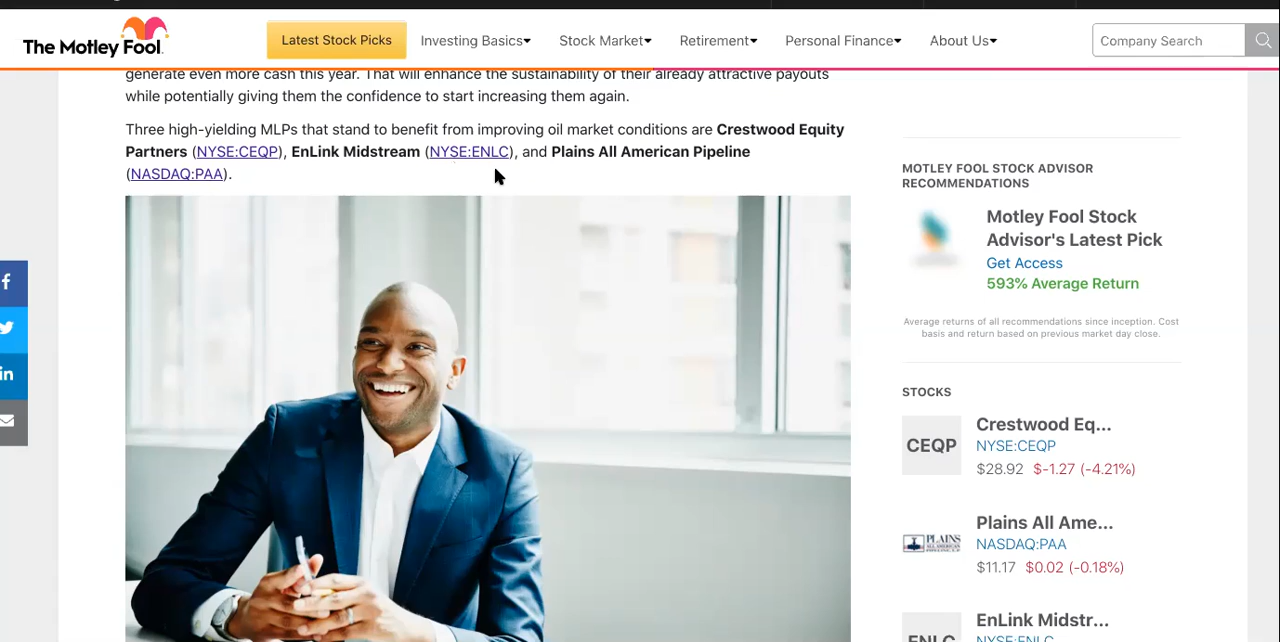 The Motley Fool.
Latest Stock Picks
Investing Basics
Stock Market
Retirement
Personal Finance
About Us
Company Search
generate even more cash this year. That will enhance the sustainability of their already attractive payouts
while potentially giving them the confidence to start increasing them again.
Three high-yielding MLPs that stand to benefit from improving oil market conditions are Crestwood Equity
Partners (NYSE:CEQP), EnLink Midstream (NYSE:ENLC), and Plains All American Pipeline
(NASDAQ:PAA).
f
in
MOTLEY FOOL STOCK ADVISOR
RECOMMENDATIONS
Motley Fool Stock
Advisor's Latest Pick
Get Access
593% Average Return
Average returns of all recommendations since inception. Cost
basis and return based on previous market day close.
STOCKS
CEQP
Crestwood Eq...
NYSE:CEQP
$28.92 $-1.27 (-4.21%)
PLAINS
Plains All Ame...
NASDAQ:PAA
$11.17 $0.02 (-0.18%)
ENLC
EnLink Midstr...
NYSE:ENLC